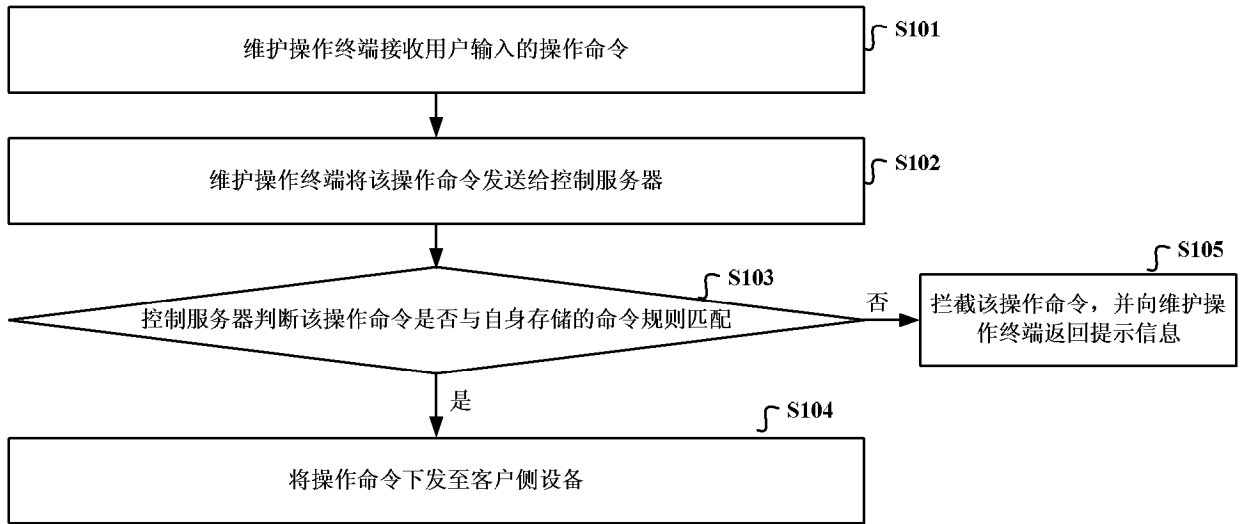 维护操作终端接收用户输入的操作命令
S101
维护操作终端将该操作命令发送给控制服务器
S102
控制服务器判断该操作命令是否与自身存储的命令规则匹配
S103
否
拦截该操作命令，并向维护操
作终端返回提示信息
S105
是
将操作命令下发至客户侧设备
S104